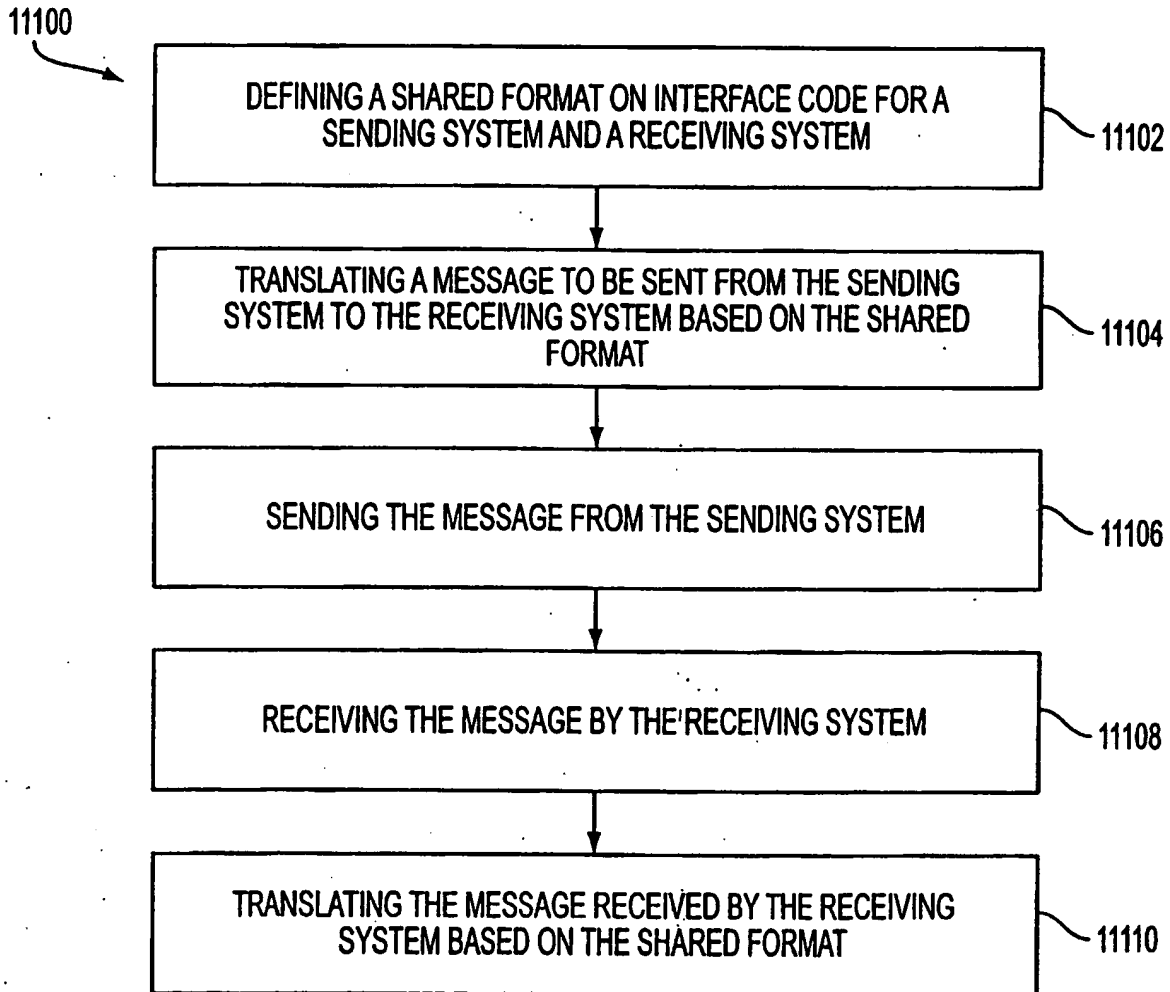 11100
DEFINING A SHARED FORMAT ON INTERFACE CODE FOR A
SENDING SYSTEM AND A RECEIVING SYSTEM
11102
TRANSLATING A MESSAGE TO BE SENT FROM THE SENDING
SYSTEM TO THE RECEIVING SYSTEM BASED ON THE SHARED
FORMAT
11104
SENDING THE MESSAGE FROM THE SENDING SYSTEM
11106
RECEIVING THE MESSAGE BY THE RECEIVING SYSTEM
11108
TRANSLATING THE MESSAGE RECEIVED BY THE RECEIVING
SYSTEM BASED ON THE SHARED FORMAT
11110